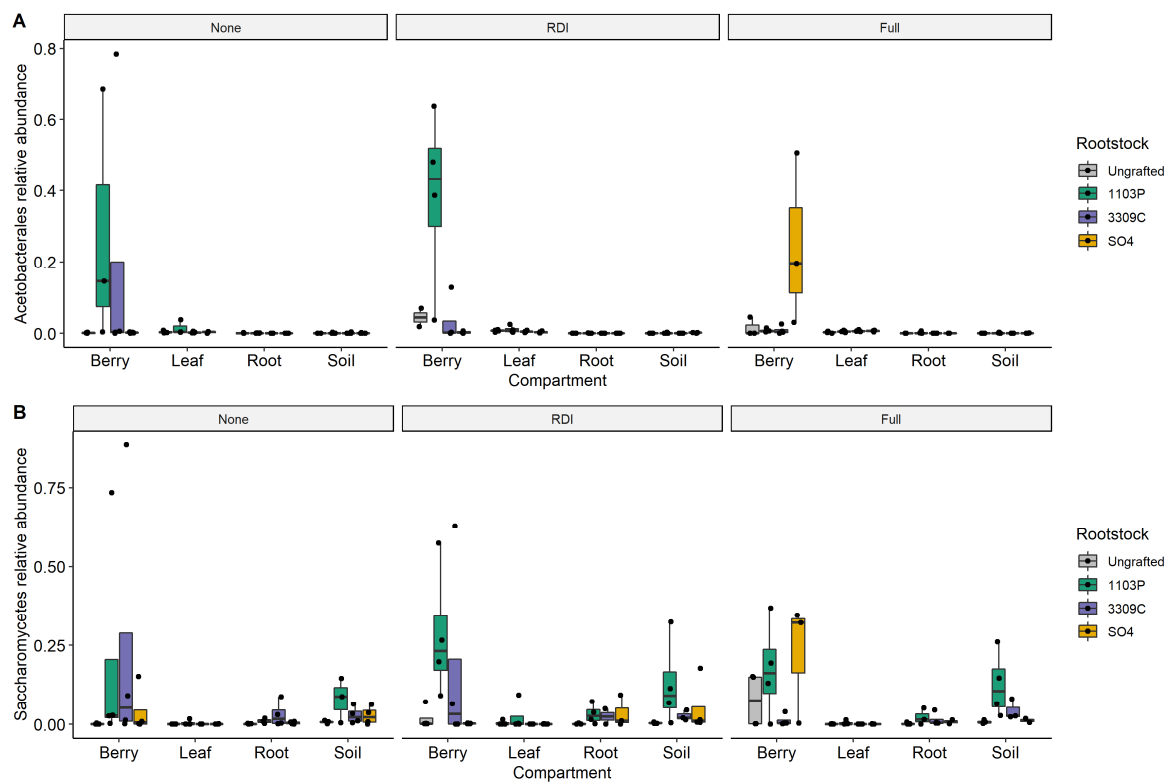 A
None RDI Full
Acetobacterales relative abundance
0.8
0.6
0.4
0.2
0.0
Berry Leaf Root Soil Berry Leaf Root Soil Berry Leaf Root Soil
Compartment
Rootstock
Ungrafted
1103P
3309C
SO4
B
None RDI Full
Saccharomycetes relative abundance
0.75
0.50
0.25
0.00
Berry Leaf Root Soil Berry Leaf Root Soil Berry Leaf Root Soil
Compartment
Rootstock
Ungrafted
1103P
3309C
SO4